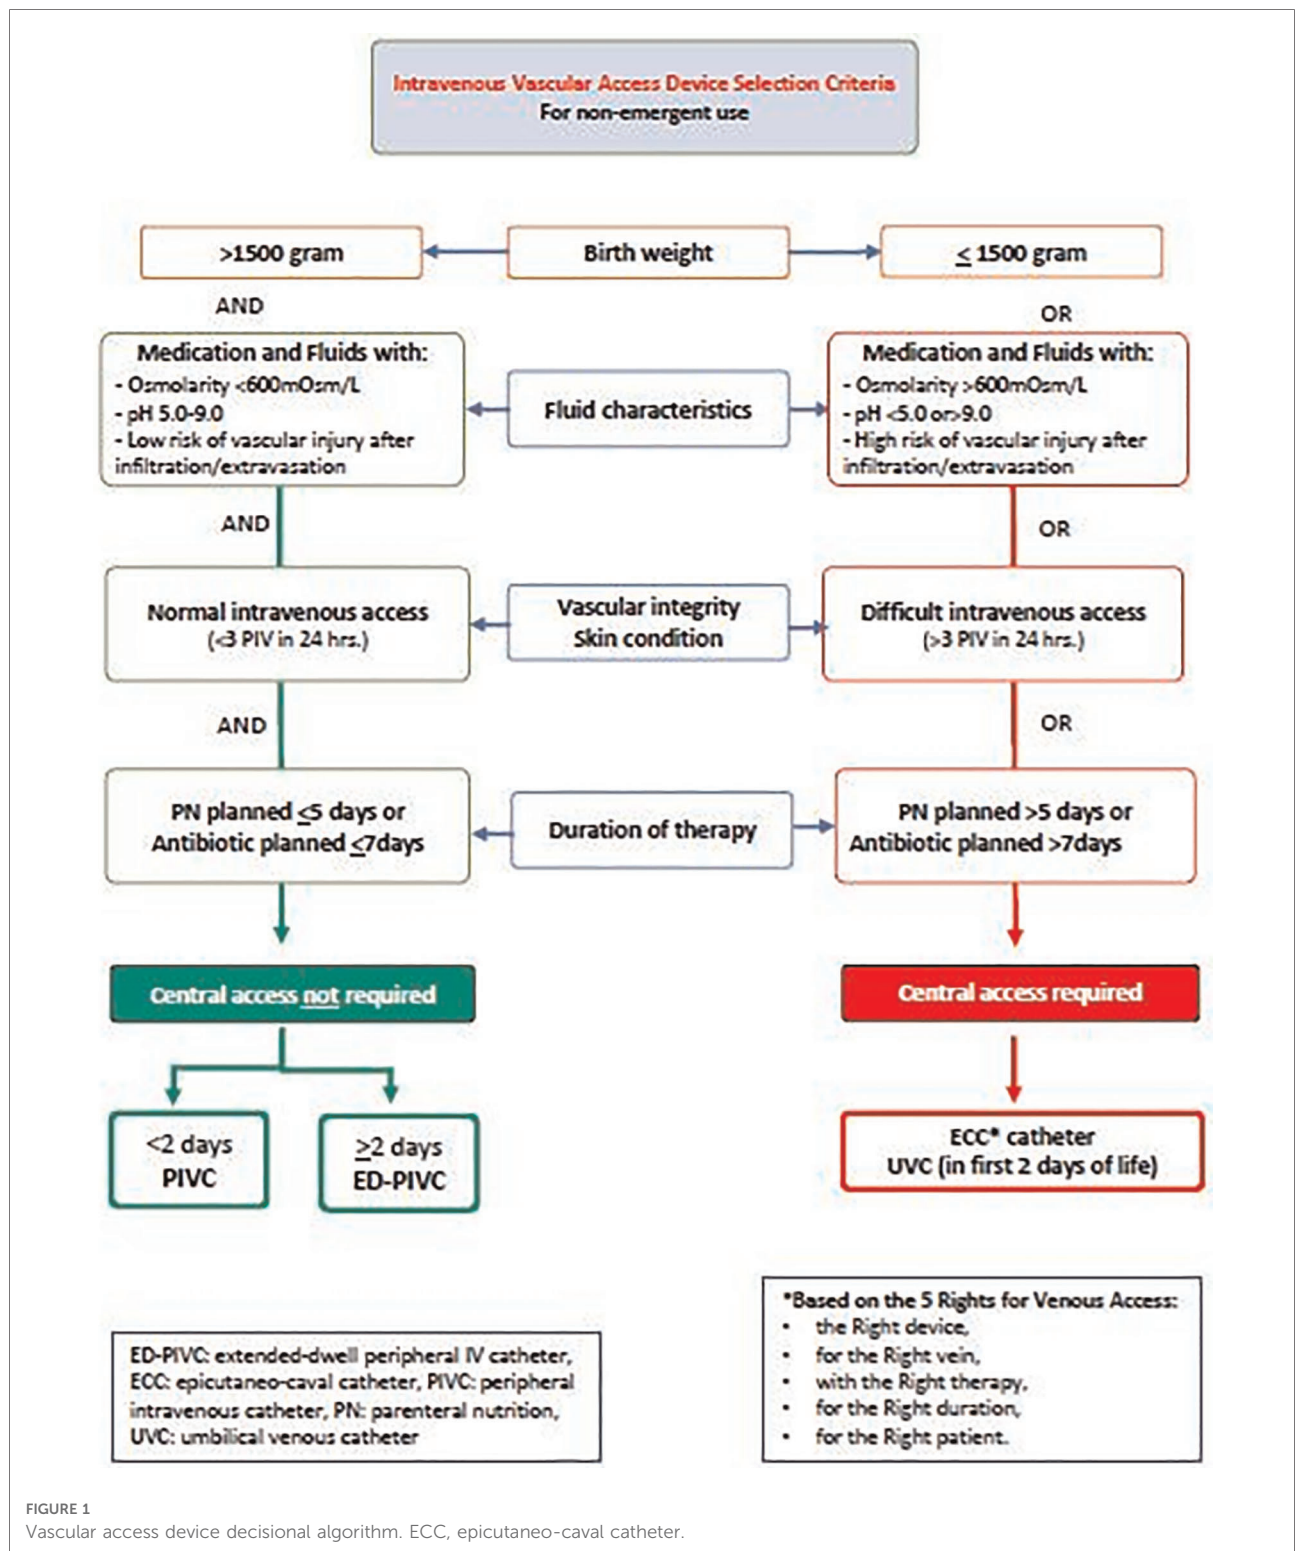 Intravenous Vascular Access Device Selection Criteria
For non-emergent use
>1500 gram
Birth weight
≤ 1500 gram
AND
OR
Medication and Fluids with:
- Osmolarity <600mOsm/L
- pH 5.0-9.0
- Low risk of vascular injury after
infiltration/extravasation
Fluid characteristics
Medication and Fluids with:
- Osmolarity >600mOsm/L
- pH <5.0 or>9.0
- High risk of vascular injury after
infiltration/extravasation
AND
OR
Normal intravenous access
(<3 PIV in 24 hrs.)
Vascular integrity
Skin condition
Difficult intravenous access
(>3 PIV in 24 hrs.)
AND
OR
PN planned ≤5 days or
Antibiotic planned ≤7days
Duration of therapy
PN planned >5 days or
Antibiotic planned >7days
Central access not required
Central access required
<2 days
PIVC
≥2 days
ED-PIVC
ECC* catheter
UVC (in first 2 days of life)
ED-PIVC: extended-dwell peripheral IV catheter,
ECC: epicutaneo-caval catheter, PIVC: peripheral
intravenous catheter, PN: parenteral nutrition,
UVC: umbilical venous catheter
*Based on the 5 Rights for Venous Access:
• the Right device,
• for the Right vein,
• with the Right therapy,
• for the Right duration,
• for the Right patient.
FIGURE 1
Vascular access device decisional algorithm. ECC, epicutaneo-caval catheter.